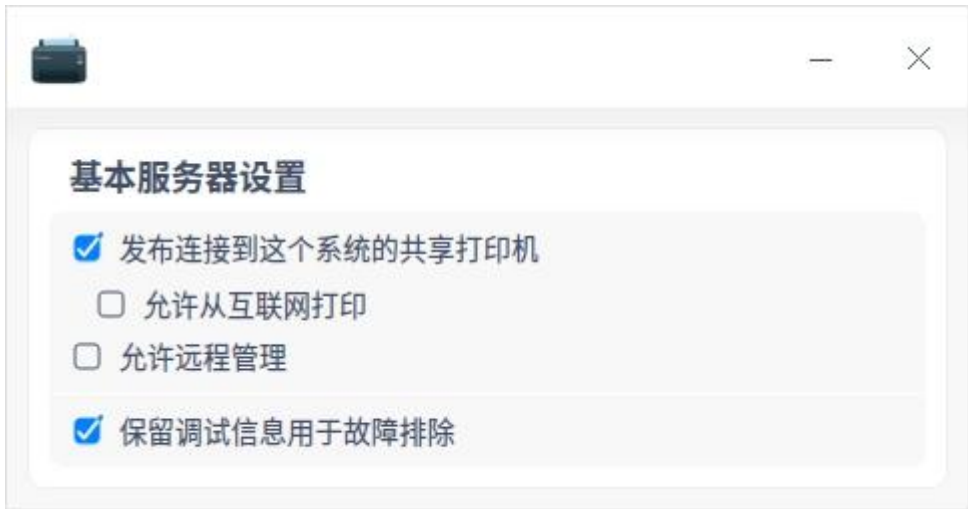 基本服务器设置
发布连接到这个系统的共享打印机
允许从互联网打印
允许远程管理
保留调试信息用于故障排除